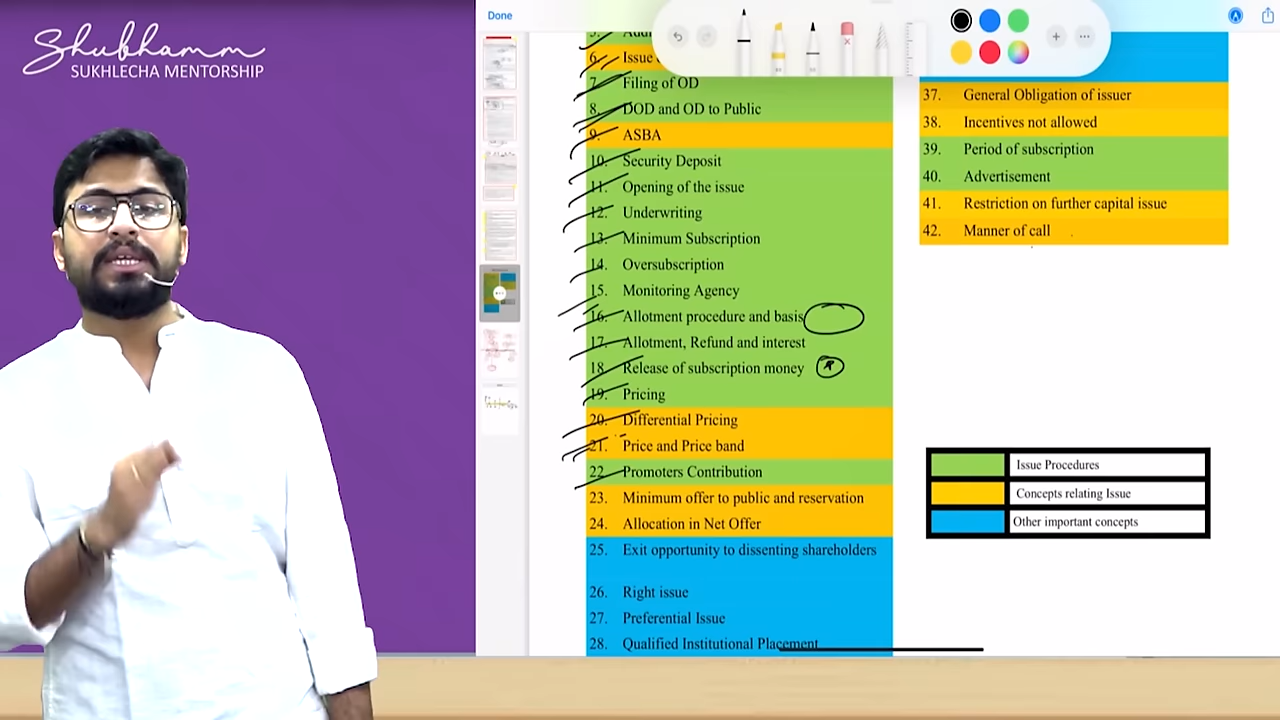 Shubhamm
SUKHLECHA MENTORSHIP
Done
5.
6. Issue
7. Filing of OD
8. DOD and OD to Public
9. ASBA
10. Security Deposit
11. Opening of the issue
12. Underwriting
13. Minimum Subscription
14. Oversubscription
15. Monitoring Agency
16. Allotment procedure and basis
17. Allotment, Refund and interest
18. Release of subscription money
19. Pricing
20. Differential Pricing
21. Price and Price band
22. Promoters Contribution
23. Minimum offer to public and reservation
24. Allocation in Net Offer
25. Exit opportunity to dissenting shareholders
26. Right issue
27. Preferential Issue
28. Qualified Institutional Placement
37. General Obligation of issuer
38. Incentives not allowed
39. Period of subscription
40. Advertisement
41. Restriction on further capital issue
42. Manner of call
Issue Procedures
Concepts relating Issue
Other important concepts